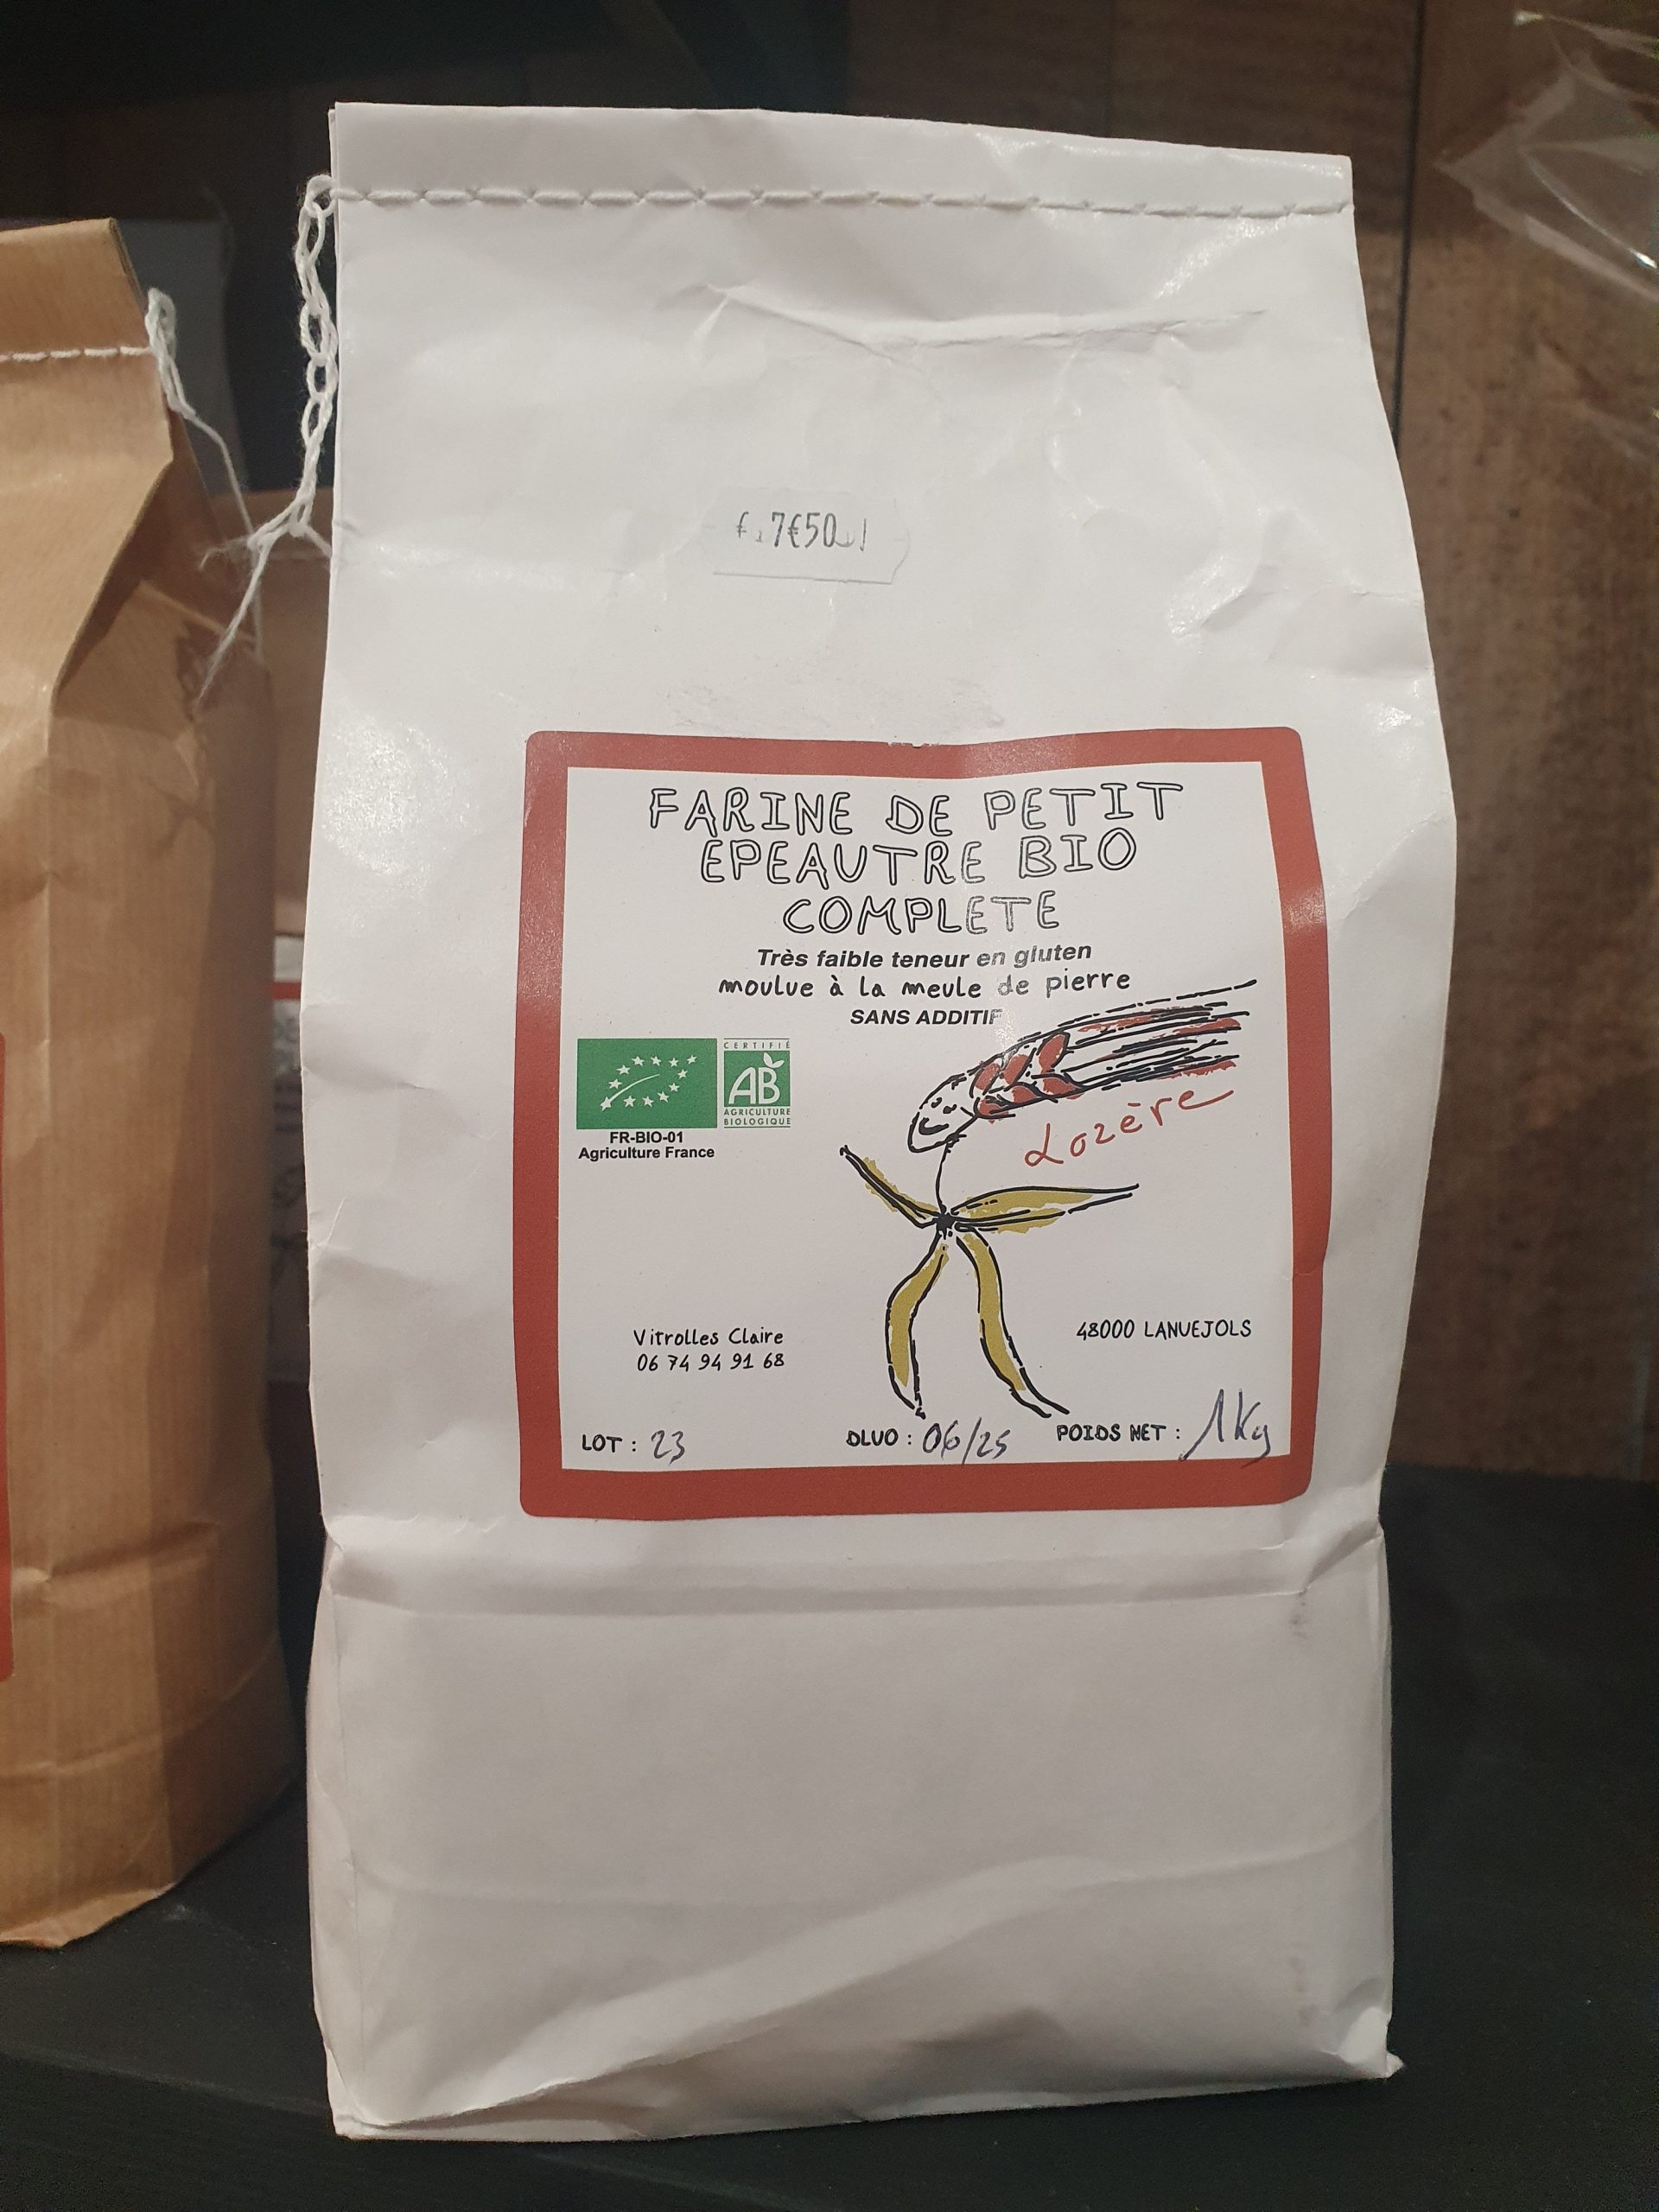 7€50
FARINE DE PETIT
EPEAUTRE BIO
COMPLETE
Très faible teneur en gluten
moulue à la meule de pierre
SANS ADDITIF
CERTIFIÉ
AB
AGRICULTURE
BIOLOGIQUE
FR-BIO-01
Agriculture France
Lozère
Vitrolles Claire
06 74 94 91 68
48000 LANUEJOLS
LOT : 23
DLUO : 06/25
POIDS NET : 1Kg